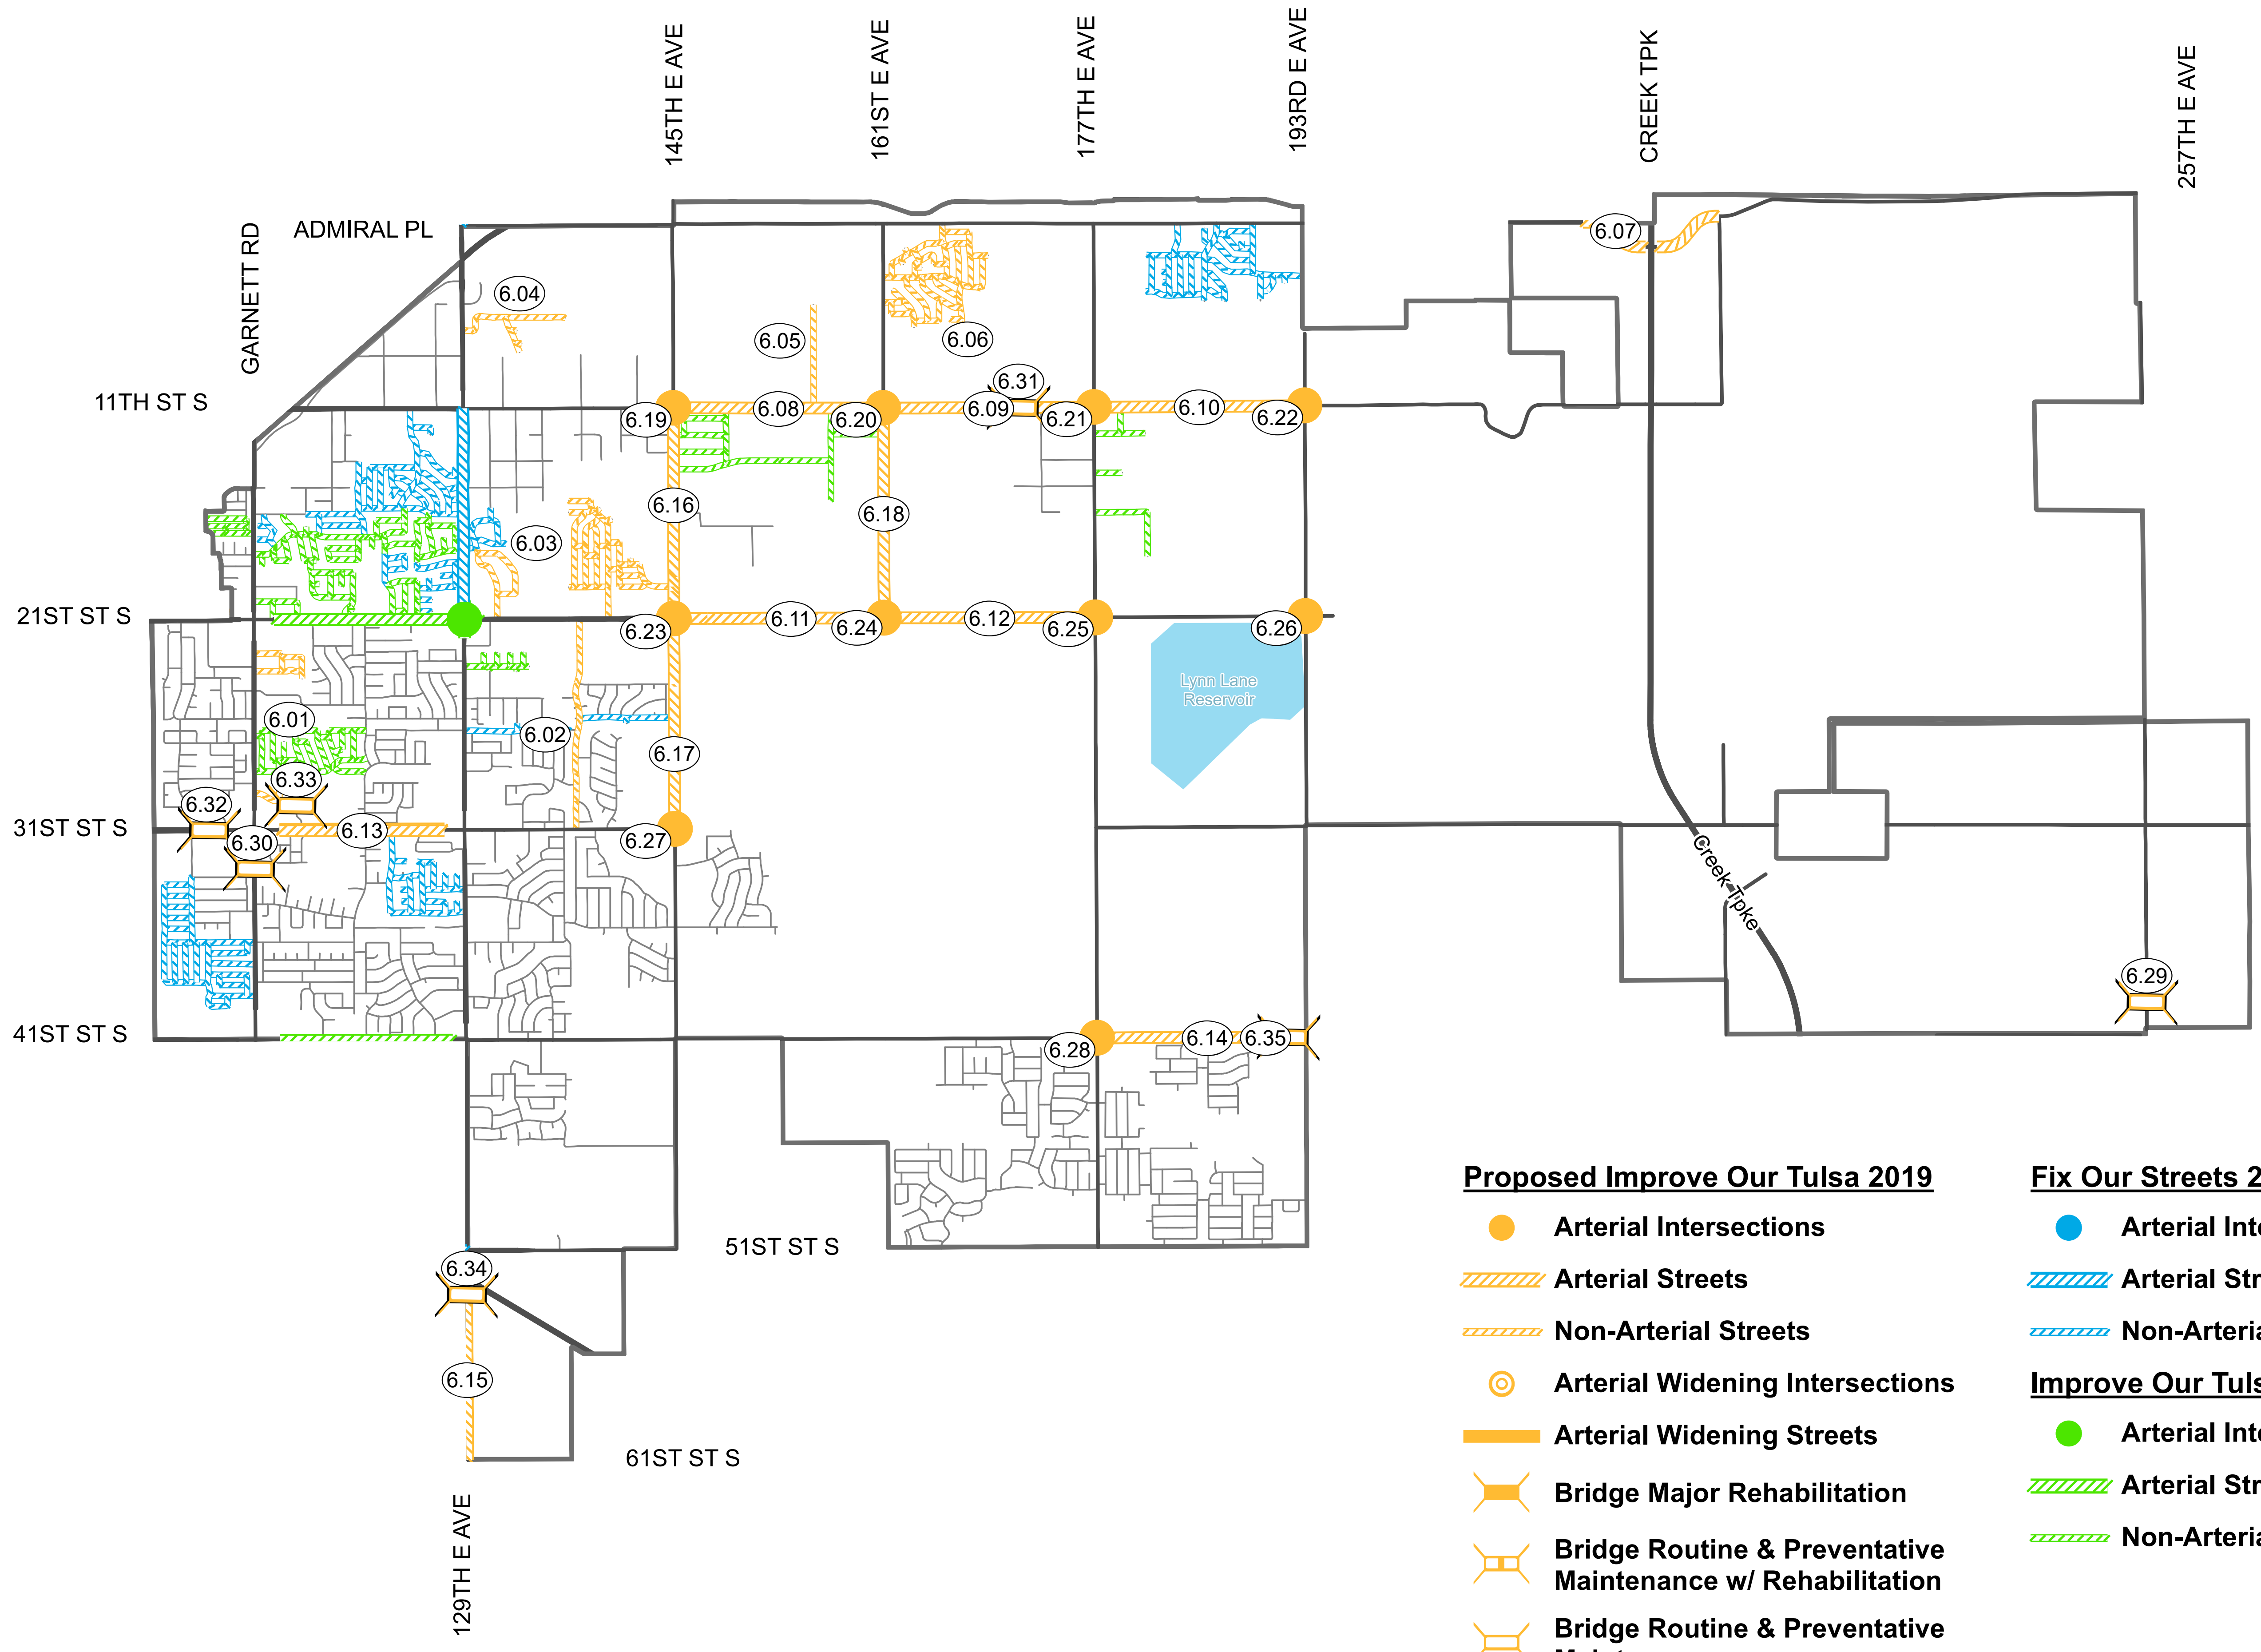 145TH E AVE
161ST E AVE
177TH E AVE
193RD E AVE
CREEK TPK
257TH E AVE
GARNETT RD
ADMIRAL PL
6.07
6.04
6.05
6.06
6.31
11TH ST S
6.19
6.08
6.20
6.09
6.21
6.10
6.22
6.16
6.18
6.03
21ST ST S
6.23
6.11
6.24
6.12
6.25
6.26
Lynn Lane
Reservoir
6.01
6.02
6.17
6.33
6.32
31ST ST S
6.30
6.13
6.27
Creek Tpke
6.29
41ST ST S
6.28
6.14
6.35
51ST ST S
6.34
6.15
61ST ST S
129TH E AVE
Proposed Improve Our Tulsa 2019
Arterial Intersections
Arterial Streets
Non-Arterial Streets
Arterial Widening Intersections
Arterial Widening Streets
Bridge Major Rehabilitation
Bridge Routine & Preventative
Maintenance w/ Rehabilitation
Bridge Routine & Preventative
Fix Our Streets
Arterial
Arterial
Improve Our
Arterial
Arterial